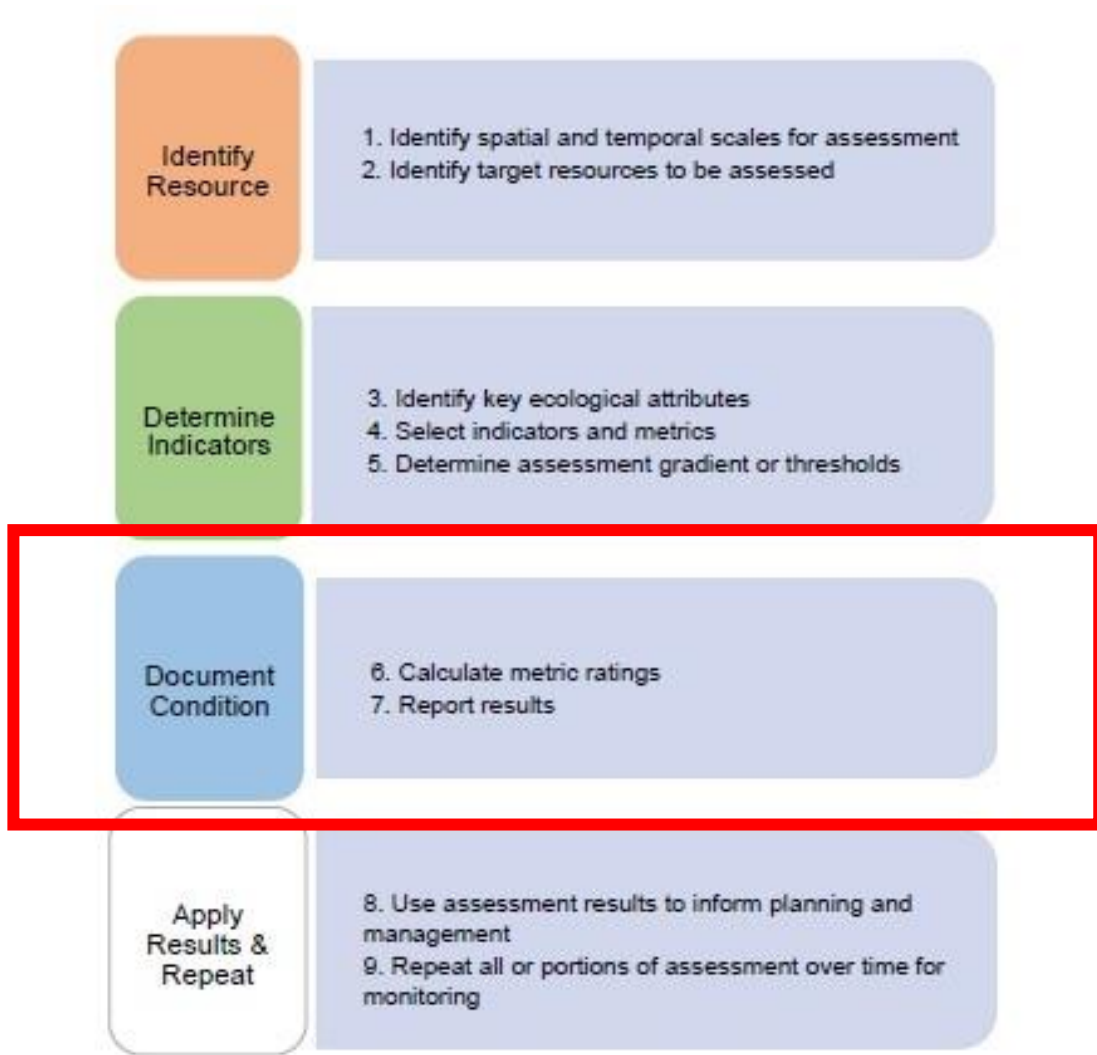 Identify
Resource
1. Identify spatial and temporal scales for assessment
2. Identify target resources to be assessed
Determine
Indicators
3. Identify key ecological attributes
4. Select indicators and metrics
5. Determine assessment gradient or thresholds
Document
Condition
6. Calculate metric ratings
7. Report results
Apply
Results &
Repeat
8. Use assessment results to inform planning and
management
9. Repeat all or portions of assessment over time for
monitoring